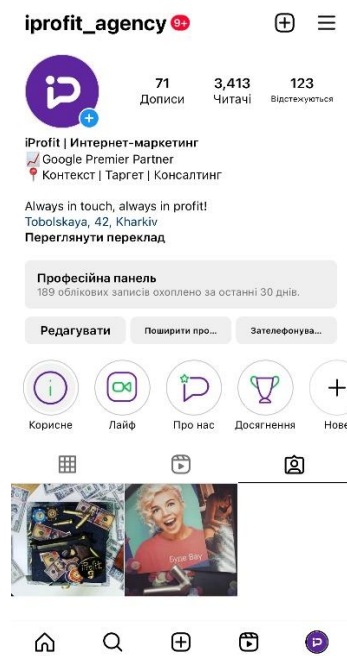 iprofit_agency 9+
71 3,413 123
Дописи Читачі Відстежуються
iProfit | Интернет-маркетинг
Google Premier Partner
Контекст | Таргет | Консалтинг
Always in touch, always in profit!
Tobolskaya, 42, Kharkiv
Переглянути переклад
Професійна панель
189 облікових записів охоплено за останні 30 днів.
Редагувати Поширити про... Зателефонува...
Корисне Лайф Про нас Досягнення Нове